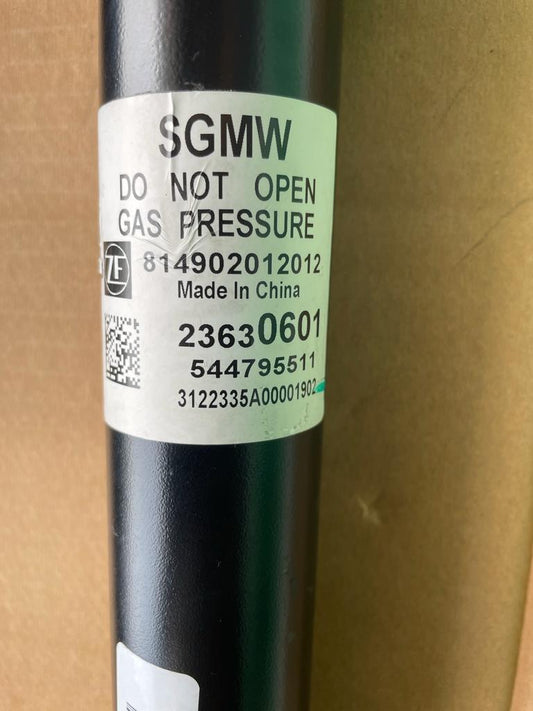 SGMW
DO NOT OPEN
GAS PRESSURE
ZF 814902012012
Made In China
23630601
544795511
3122335A00001902